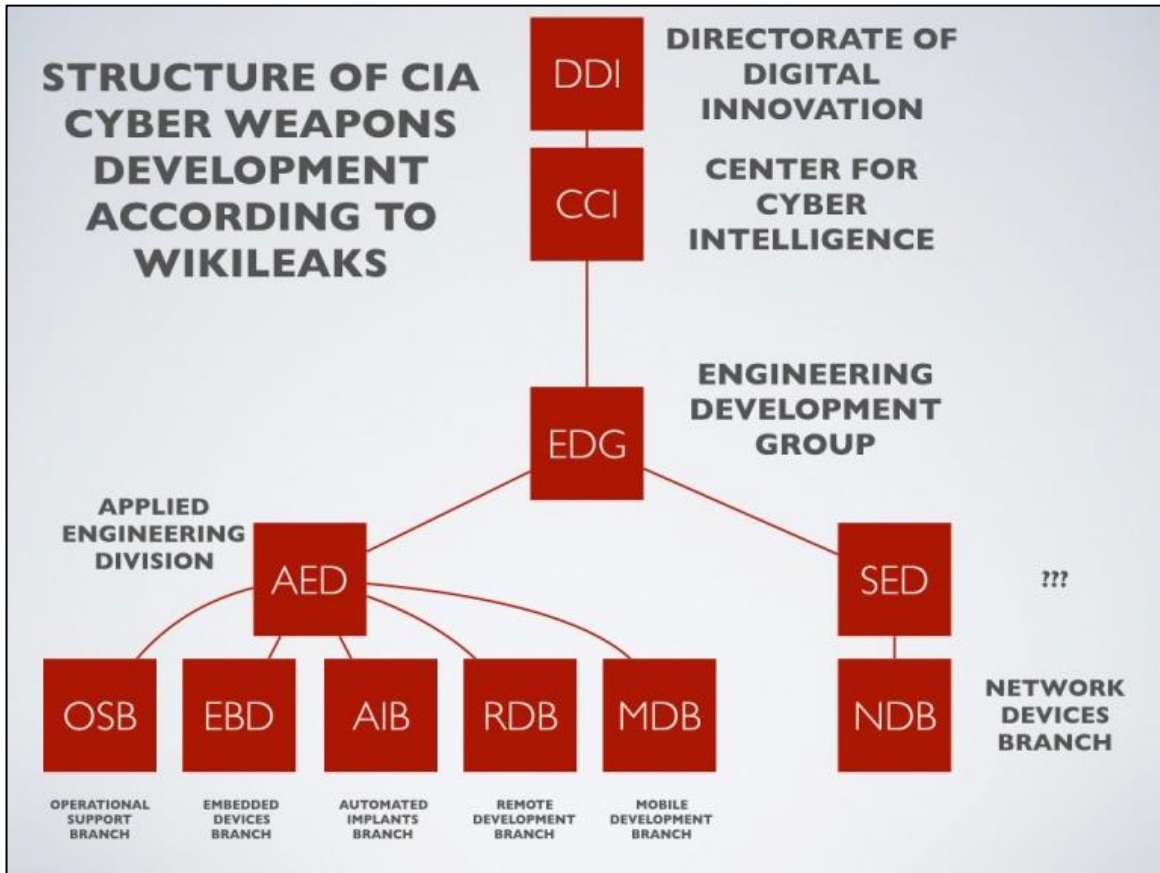 STRUCTURE OF CIA
CYBER WEAPONS
DEVELOPMENT
ACCORDING TO
WIKILEAKS
DDI
DIRECTORATE OF
DIGITAL
INNOVATION
CCI
CENTER FOR
CYBER
INTELLIGENCE
EDG
ENGINEERING
DEVELOPMENT
GROUP
APPLIED
ENGINEERING
DIVISION
AED
SED
???
OSB
EBD
AIB
RDB
MDB
NDB
NETWORK
DEVICES
BRANCH
OPERATIONAL
SUPPORT
BRANCH
EMBEDDED
DEVICES
BRANCH
AUTOMATED
IMPLANTS
BRANCH
REMOTE
DEVELOPMENT
BRANCH
MOBILE
DEVELOPMENT
BRANCH